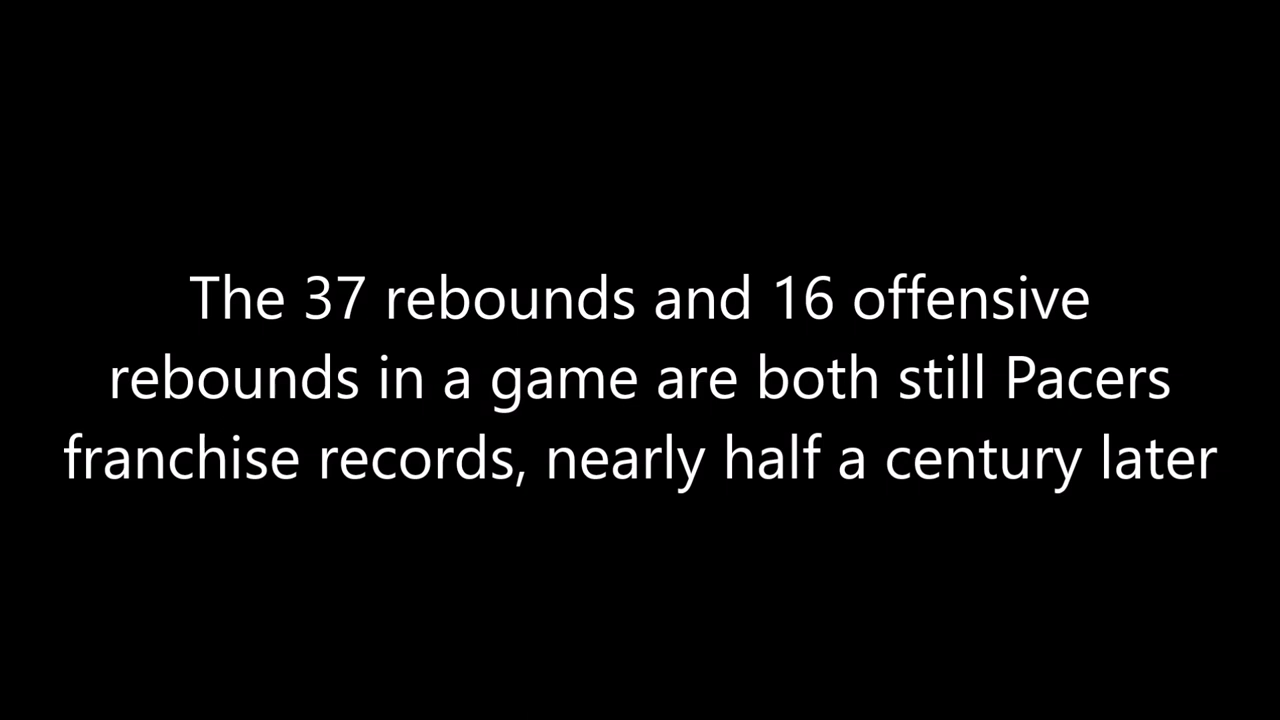 The 37 rebounds and 16 offensive
rebounds in a game are both still Pacers
franchise records, nearly half a century later